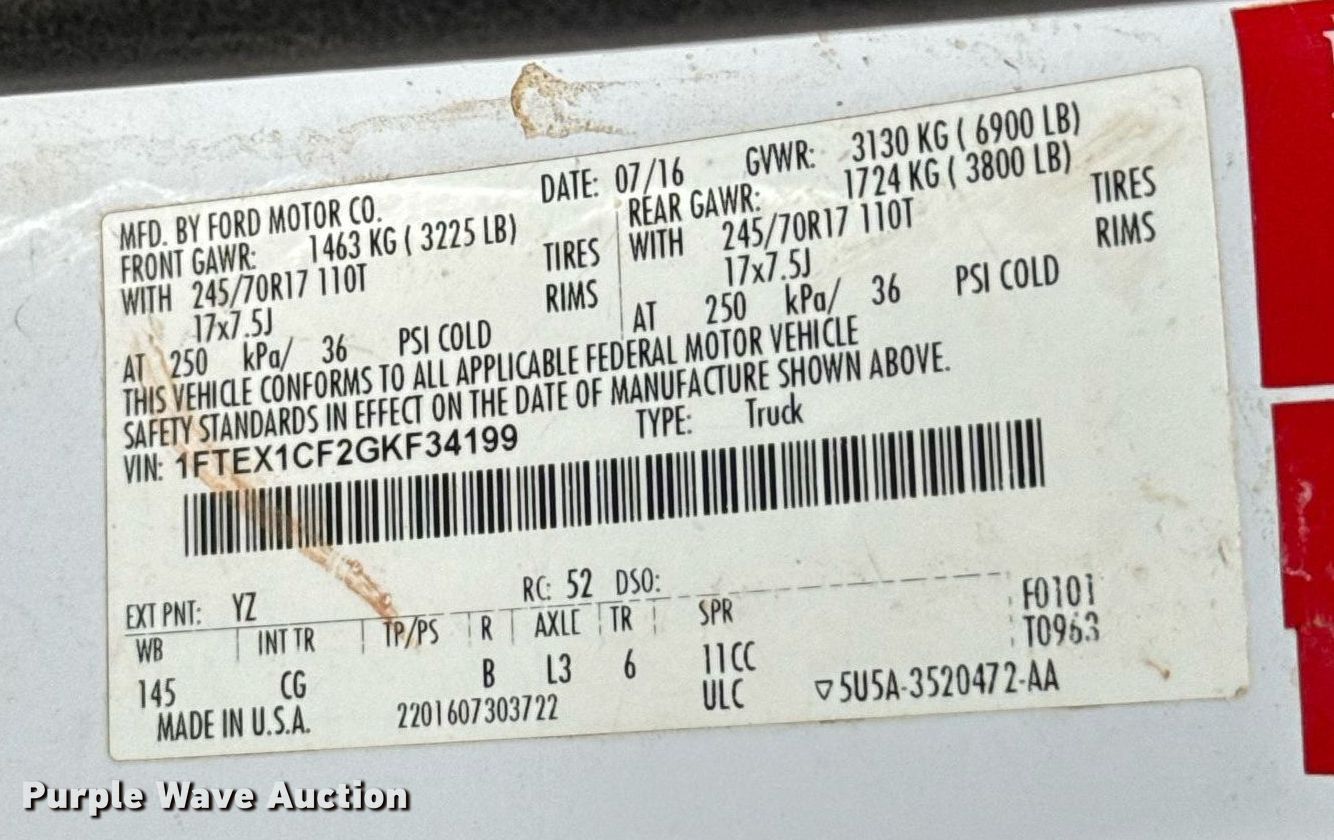 MFD. BY FORD MOTOR CO. DATE: 07/16 GVWR: 3130 KG ( 6900 LB)
FRONT GAWR: 1463 KG ( 3225 LB) REAR GAWR: 1724 KG ( 3800 LB)
WITH 245/70R17 110T TIRES WITH 245/70R17 110T TIRES
17x7.5J RIMS 17x7.5J RIMS
AT 250 kPa/ 36 PSI COLD AT 250 kPa/ 36 PSI COLD
THIS VEHICLE CONFORMS TO ALL APPLICABLE FEDERAL MOTOR VEHICLE
SAFETY STANDARDS IN EFFECT ON THE DATE OF MANUFACTURE SHOWN ABOVE.
VIN: 1FTEX1CF2GKF34199 TYPE: Truck
EXT PNT: YZ RC: 52 DSO: F0101
WB INT TR TP/PS R AXLE TR SPR T0963
145 CG B L3 6 11CC
ULC
MADE IN U.S.A. 2201607303722 ▽5U5A-3520472-AA
Purple Wave Auction